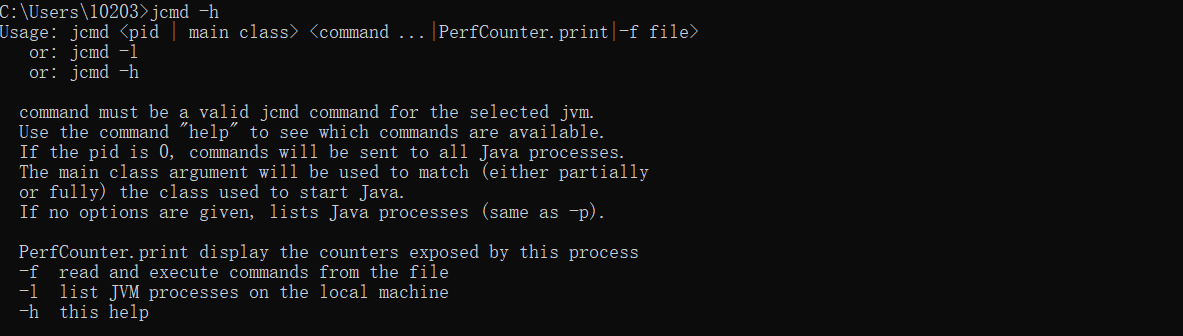 C:\Users\10203>jcmd -h
Usage: jcmd <pid | main class> <command ...|PerfCounter.print|-f file>
   or: jcmd -l
   or: jcmd -h

  command must be a valid jcmd command for the selected jvm.
  Use the command "help" to see which commands are available.
  If the pid is 0, commands will be sent to all Java processes.
  The main class argument will be used to match (either partially
  or fully) the class used to start Java.
  If no options are given, lists Java processes (same as -p).

  PerfCounter.print display the counters exposed by this process
  -f  read and execute commands from the file
  -l  list JVM processes on the local machine
  -h  this help